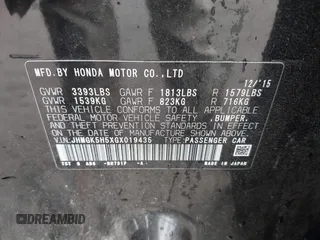 12/'15
MFD.BY HONDA MOTOR CO.,LTD
GVWR 3393LBS GAWR F 1813LBS R 1579LBS
GVWR 1539KG GAWR F 823KG R 716KG
THIS VEHICLE CONFORMS TO ALL APPLICABLE
FEDERAL MOTOR VEHICLE SAFETY, BUMPER,
AND THEFT PREVENTION STANDARDS IN EFFECT ON
THE DATE OF MANUFACTURE SHOWN ABOVE.
V.I.N:JHMGK5H5XGX019435 TYPE:PASSENGER CAR
MADE IN JAPAN
DREAMBID